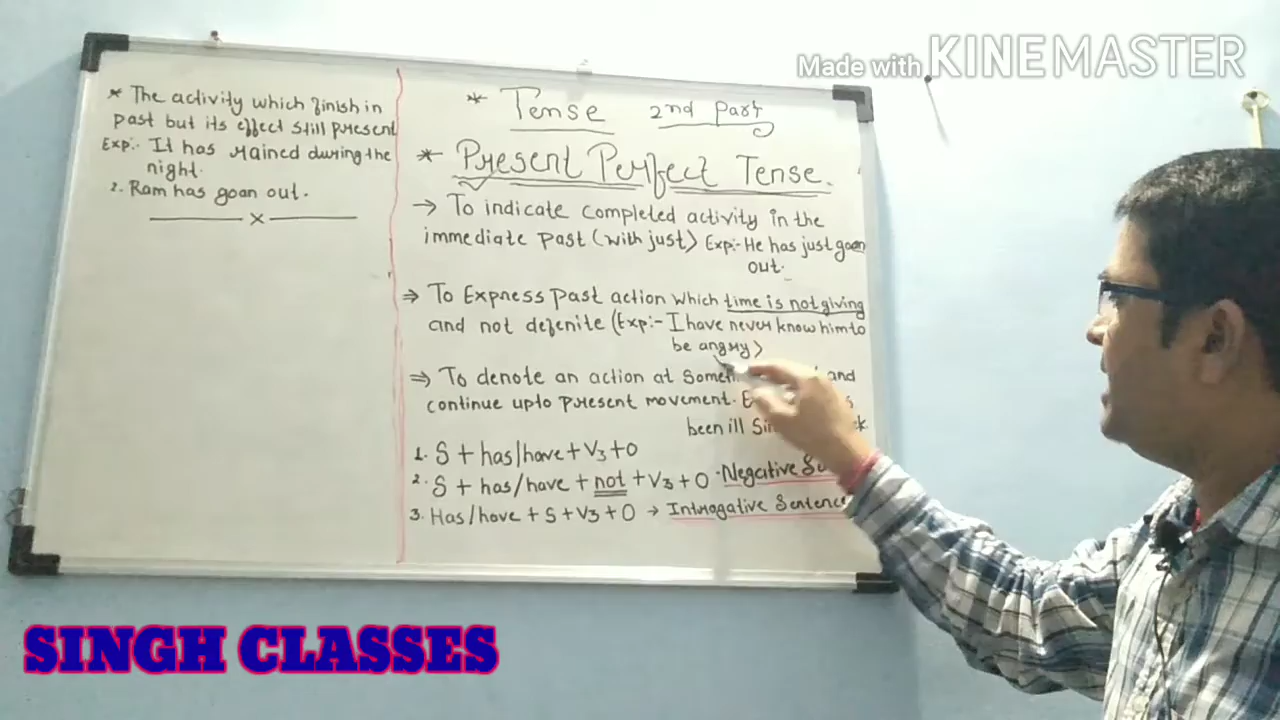 Made with KINEMASTER
* The activity which finish in
past but its effect still present
Exp:- It has rained during the
night.
2. Ram has goan out.
* Tense 2nd Part
* Present Perfect Tense.
→ To indicate completed activity in the
immediate past (with just) Exp:- He has just goan
out.
⇒ To Express past action which time is not giving
and not defenite (Exp:- I have never know him to
be angry)
⇒ To denote an action at and
continue upto present movement.
been ill
1. S + has/have + V3 + O
2. S + has/have + not + V3 + O · Negative
3. Has/have + S + V3 + O → Intrrogative Sentence
SINGH CLASSES